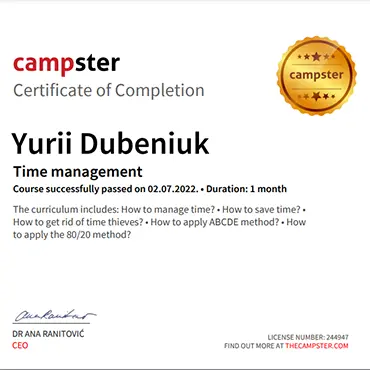 campster
Certificate of Completion
campster
Yurii Dubeniuk
Time management
Course successfully passed on 02.07.2022. • Duration: 1 month
The curriculum includes: How to manage time? • How to save time? •
How to get rid of time thieves? • How to apply ABCDE method? • How
to apply the 80/20 method?
Ana Ranitović
DR ANA RANITOVIĆ
CEO
LICENSE NUMBER: 244947
FIND OUT MORE AT THECAMPSTER.COM